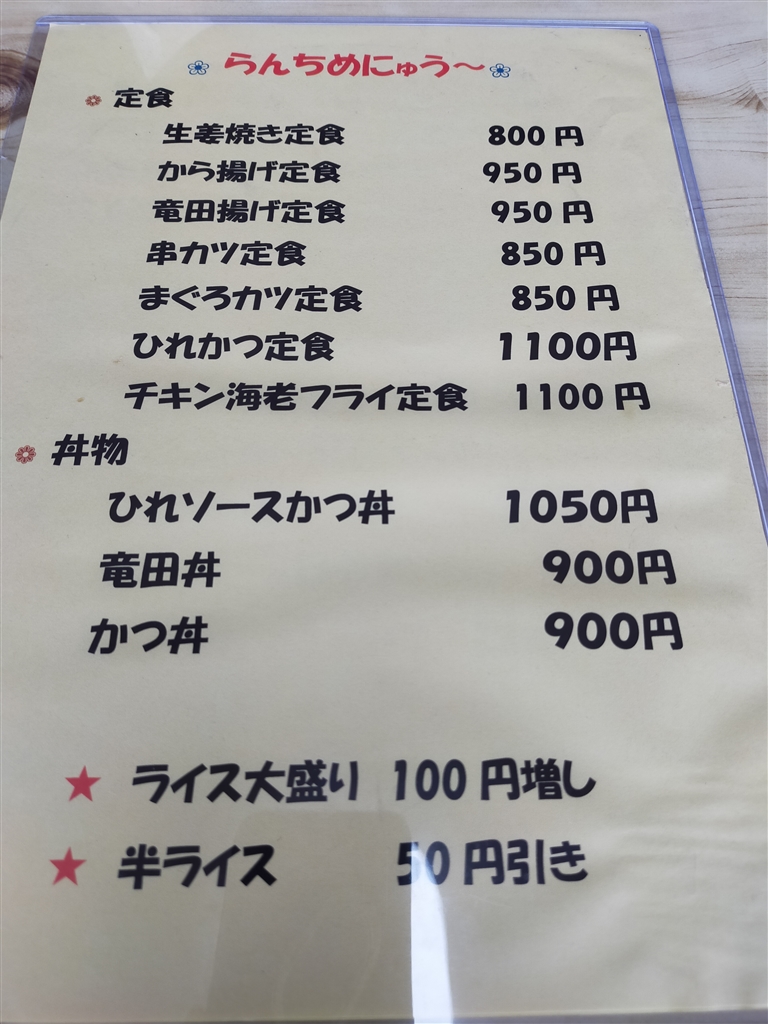 らんちめにゅう～
定食
生姜焼き定食 800円
から揚げ定食 950円
竜田揚げ定食 950円
串カツ定食 850円
まぐろカツ定食 850円
ひれかつ定食 1100円
チキン海老フライ定食 1100円
丼物
ひれソースかつ丼 1050円
竜田丼 900円
かつ丼 900円
★ ライス大盛り 100円増し
★ 半ライス 50円引き